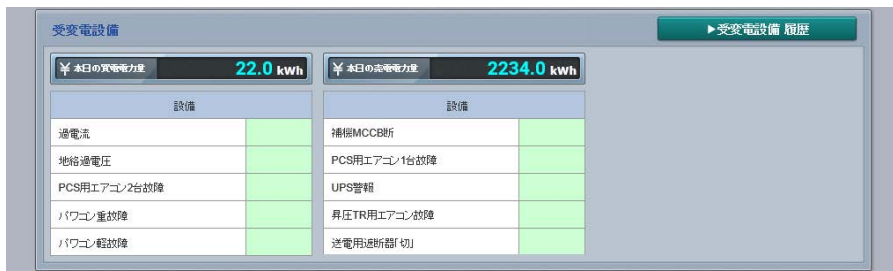 受変電設備
▶受変電設備 履歴
¥ 本日の買電電力量 22.0 kWh
¥ 本日の売電電力量 2234.0 kWh
設備
過電流
地絡過電圧
PCS用エアコン2台故障
パワコン重故障
パワコン軽故障
設備
補機MCCB断
PCS用エアコン1台故障
UPS警報
昇圧TR用エアコン故障
送電用遮断器「切」